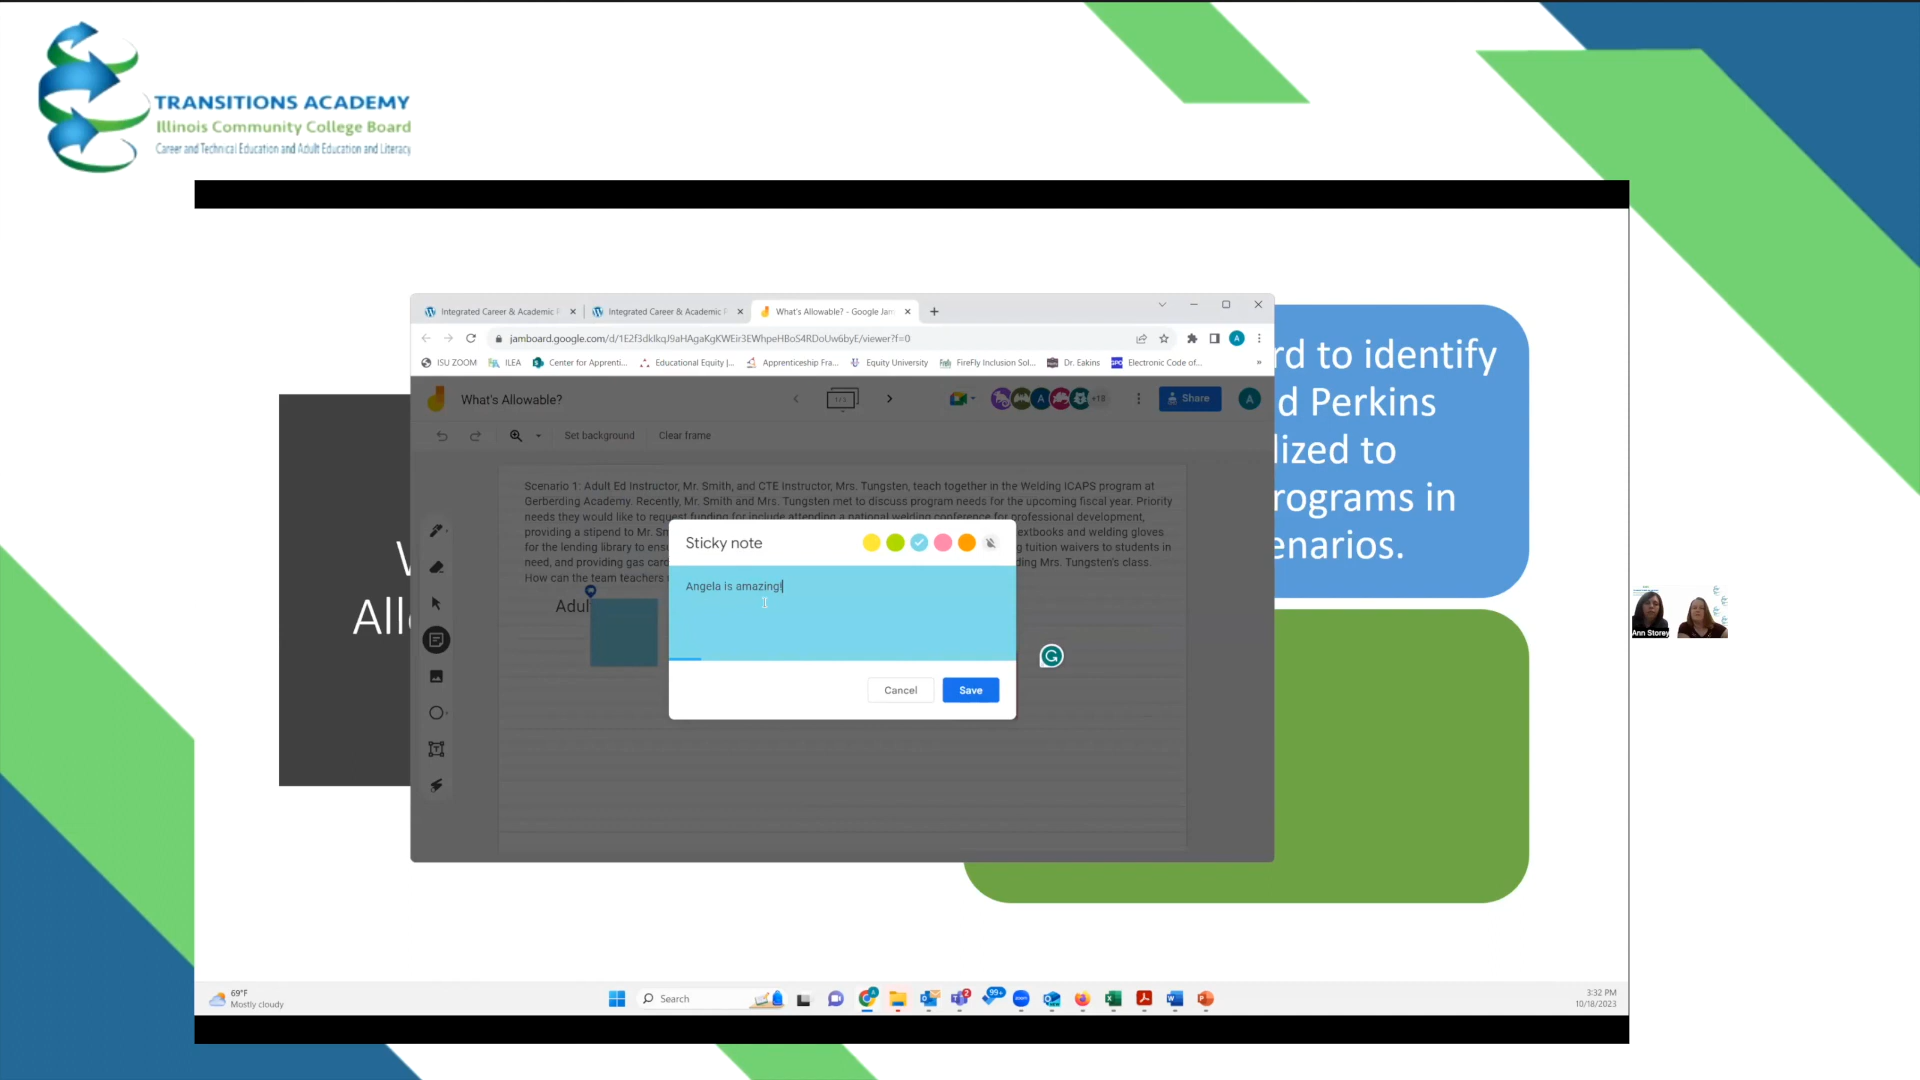 TRANSITIONS ACADEMY
Illinois Community College Board
Career and Technical Education and Adult Education and Literacy
Integrated Career & Academic
Integrated Career & Academic
What's Allowable? - Google Jam
jamboard.google.com/d/1E2f3dklkqJ9aHAgaKgKWEir3EWhpeHBoS4RDoUw6byE/viewer?f=0
A
ISU ZOOM
ILEA
Center for Apprenti...
Educational Equity |...
Apprenticeship Fra...
Equity University
FireFly Inclusion Sol...
Dr. Eakins
Electronic Code of...
»
What's Allowable?
1 / 1
A
+18
Share
A
Set background
Clear frame
Scenario 1: Adult Ed Instructor, Mr. Smith, and CTE Instructor, Mrs. Tungsten, teach together in the Welding ICAPS program at
Gerberding Academy. Recently, Mr. Smith and Mrs. Tungsten met to discuss program needs for the upcoming fiscal year. Priority
needs they would like to request funding for include attending a national welding conference for professional development,
providing a stipend to Mr. Sm extbooks and welding gloves
for the lending library to ensu g tuition waivers to students in
need, and providing gas card ding Mrs. Tungsten's class.
How can the team teachers
Adul
Sticky note
Angela is amazing!
Cancel
Save
W
Allo
rd to identify
d Perkins
lized to
rograms in
enarios.
Ann Storey
69°F
Mostly cloudy
Search
99+
2
3:32 PM
10/18/2023